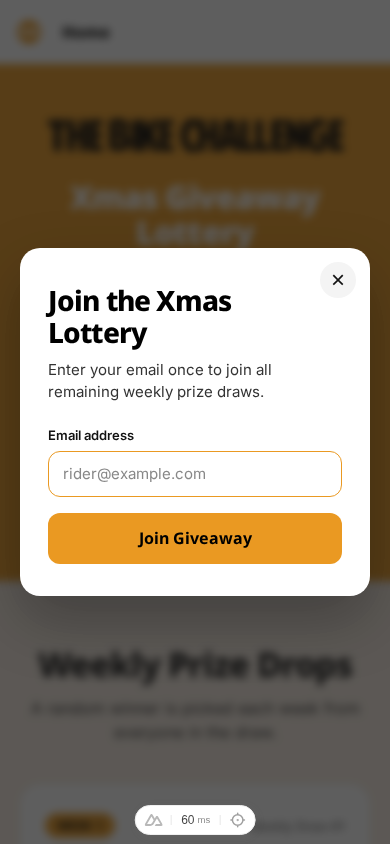 Home
THE BIKE CHALLENGE
Xmas Giveaway
Lottery
Join the Xmas
Lottery
Enter your email once to join all
remaining weekly prize draws.
Email address
rider@example.com
Join Giveaway
Weekly Prize Drops
A random winner is picked each week from
everyone in the draw.
60 ms